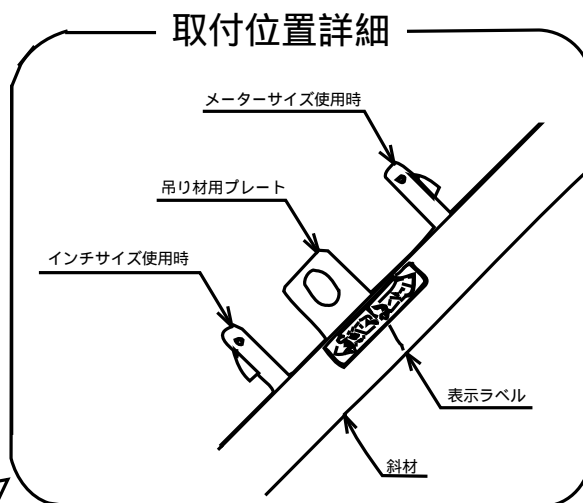 取付位置詳細
メーターサイズ使用時
吊り材用プレート
インチサイズ使用時
表示ラベル
斜材